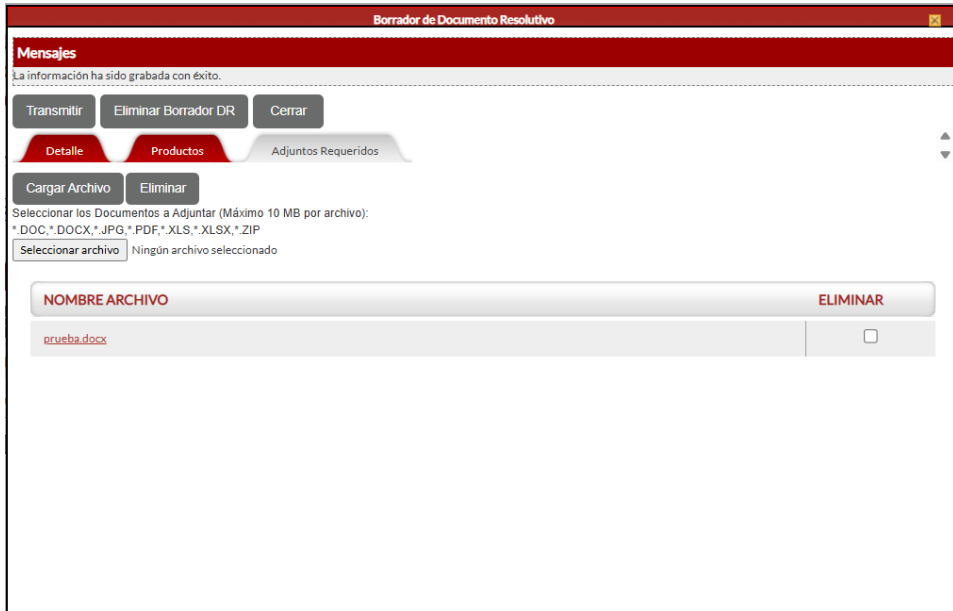 Borrador de Documento Resolutivo
Mensajes
La información ha sido grabada con éxito.
Transmitir Eliminar Borrador DR Cerrar
Detalle Productos Adjuntos Requeridos
Cargar Archivo Eliminar
Seleccionar los Documentos a Adjuntar (Máximo 10 MB por archivo):
*.DOC,*.DOCX,*.JPG,*.PDF,*.XLS,*.XLSX,*.ZIP
Seleccionar archivo Ningún archivo seleccionado
NOMBRE ARCHIVO ELIMINAR
prueba.docx